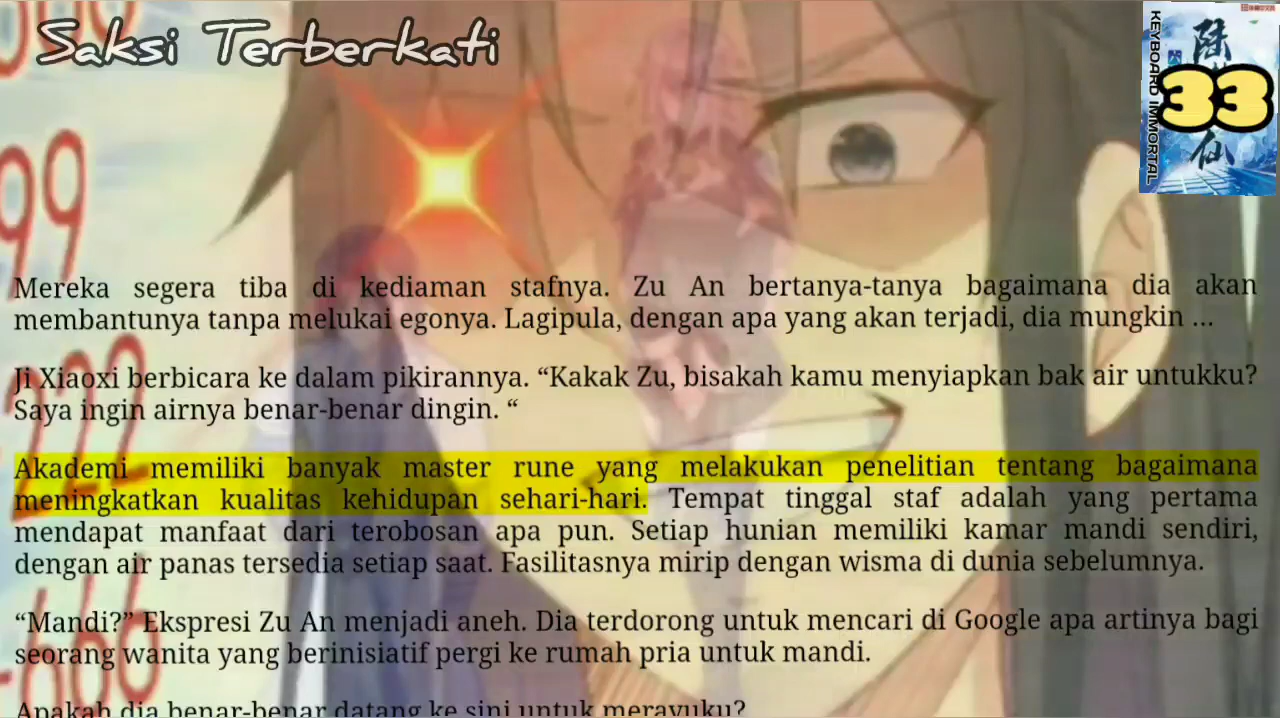 Saksi Terberkati
KEYBOARD IMMORTAL
33
仙
99
Mereka segera tiba di kediaman stafnya. Zu An bertanya-tanya bagaimana dia akan
membantunya tanpa melukai egonya. Lagipula, dengan apa yang akan terjadi, dia mungkin ...
Ji Xiaoxi berbicara ke dalam pikirannya. “Kakak Zu, bisakah kamu menyiapkan bak air untukku?
Saya ingin airnya benar-benar dingin. “
222
Akademi memiliki banyak master rune yang melakukan penelitian tentang bagaimana
meningkatkan kualitas kehidupan sehari-hari. Tempat tinggal staf adalah yang pertama
mendapat manfaat dari terobosan apa pun. Setiap hunian memiliki kamar mandi sendiri,
dengan air panas tersedia setiap saat. Fasilitasnya mirip dengan wisma di dunia sebelumnya.
“Mandi?” Ekspresi Zu An menjadi aneh. Dia terdorong untuk mencari di Google apa artinya bagi
seorang wanita yang berinisiatif pergi ke rumah pria untuk mandi.
Apakah dia benar-benar datang ke sini untuk merayuku?